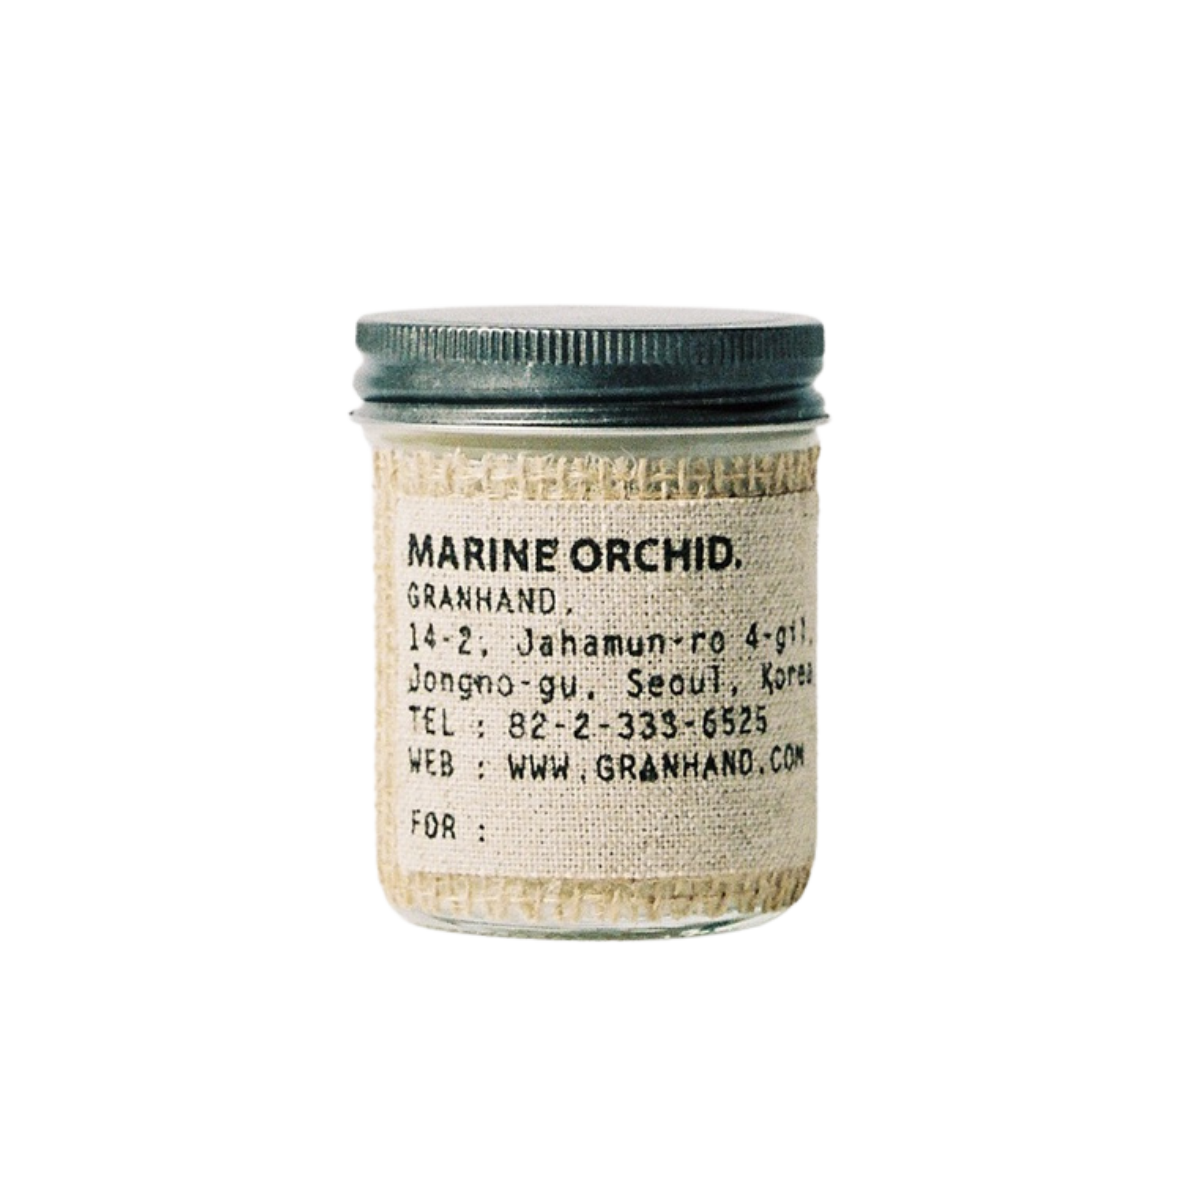 MARINE ORCHID.
GRANHAND.
14-2, Jahamun-ro 4-gil,
Jongno-gu, Seoul, Korea
TEL : 82-2-333-6525
WEB : WWW.GRANHAND.COM
FOR :